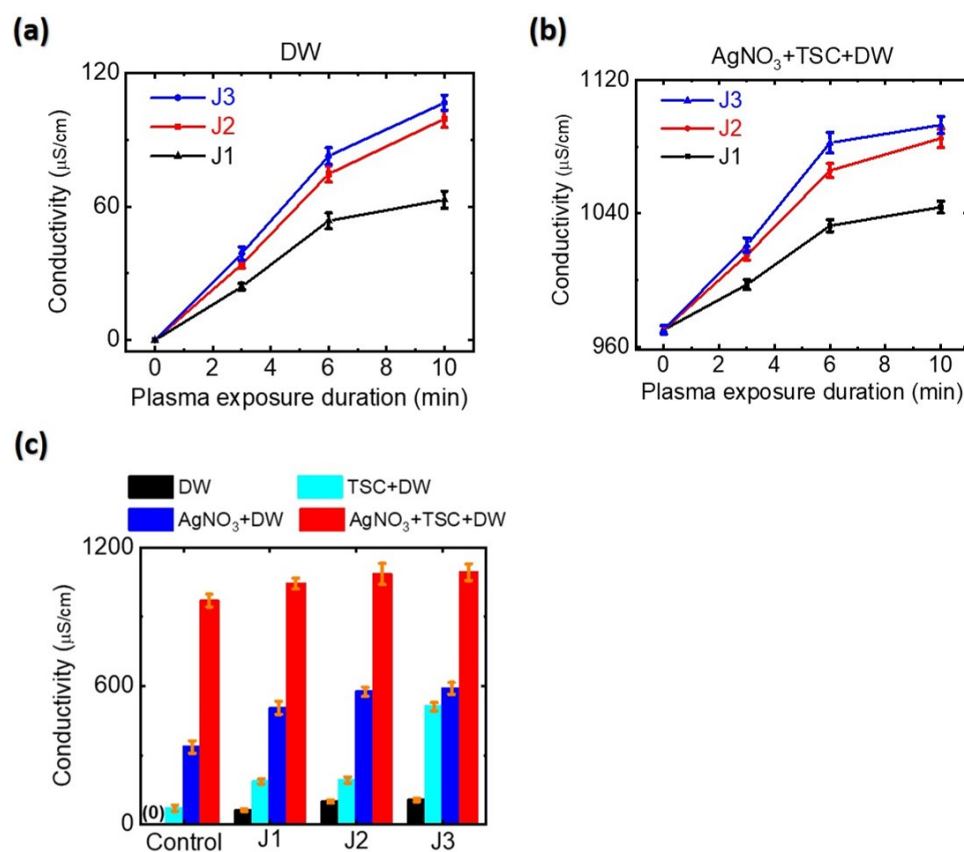 (a)
DW
Conductivity (µS/cm)
120
60
0
J3
J2
J1
0 2 4 6 8 10
Plasma exposure duration (min)
(b)
AgNO₃+TSC+DW
Conductivity (µS/cm)
1120
1040
960
J3
J2
J1
0 2 4 6 8 10
Plasma exposure duration (min)
(c)
DW TSC+DW
AgNO₃+DW AgNO₃+TSC+DW
Conductivity (µS/cm)
1200
600
0
(0)
Control J1 J2 J3